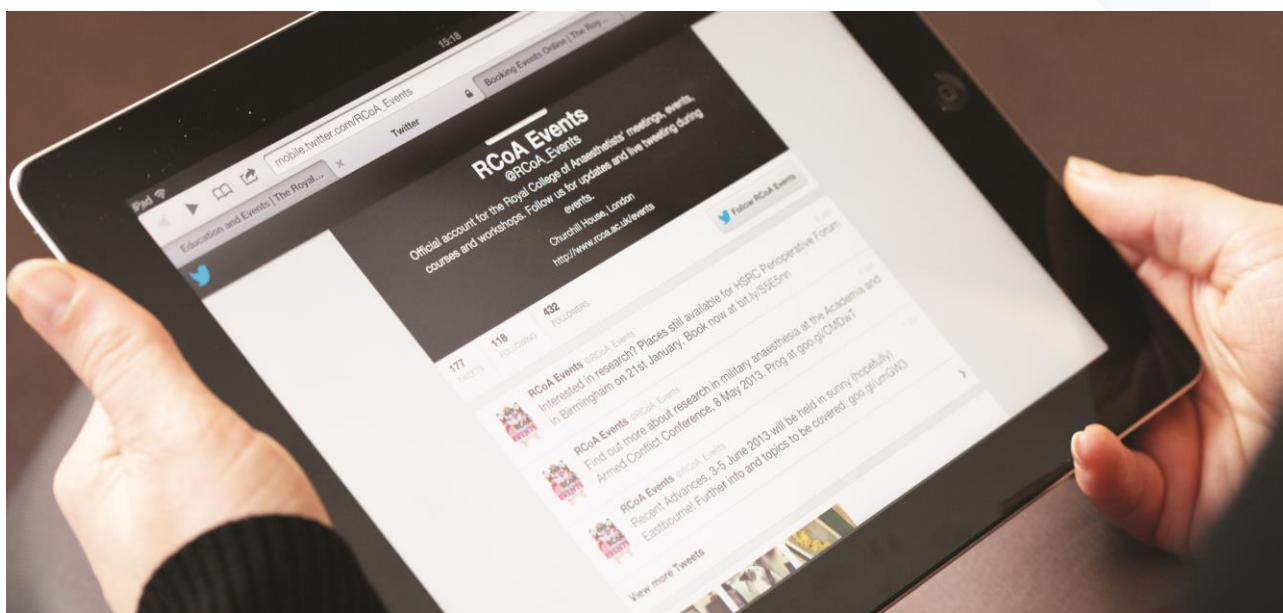 iPad
15:18
mobile.twitter.com/RCoA_Events
Education and Events | The Royal...
Twitter
Booking Events Online | The Roy...
RCoA Events
@RCoA_Events
Official account for the Royal College of Anaesthetists' meetings, events,
courses and workshops. Follow us for updates and live tweeting during
events.
Churchill House, London
http://www.rcoa.ac.uk/events
Follow RCoA Events
177
TWEETS
118
FOLLOWING
432
FOLLOWERS
RCoA Events @RCoA_Events
Interested in research? Places still available for HSRC Perioperative Forum
in Birmingham on 21st January. Book now at bit.ly/S5E5nn
RCoA Events @RCoA_Events
Find out more about research in military anaesthesia at the Academia and
Armed Conflict Conference, 8 May 2013. Prog at goo.gl/CMDwT
RCoA Events @RCoA_Events
Recent Advances, 3-5 June 2013 will be held in sunny (hopefully)
Eastbourne! Further info and topics to be covered: goo.gl/umGW3
View more Tweets